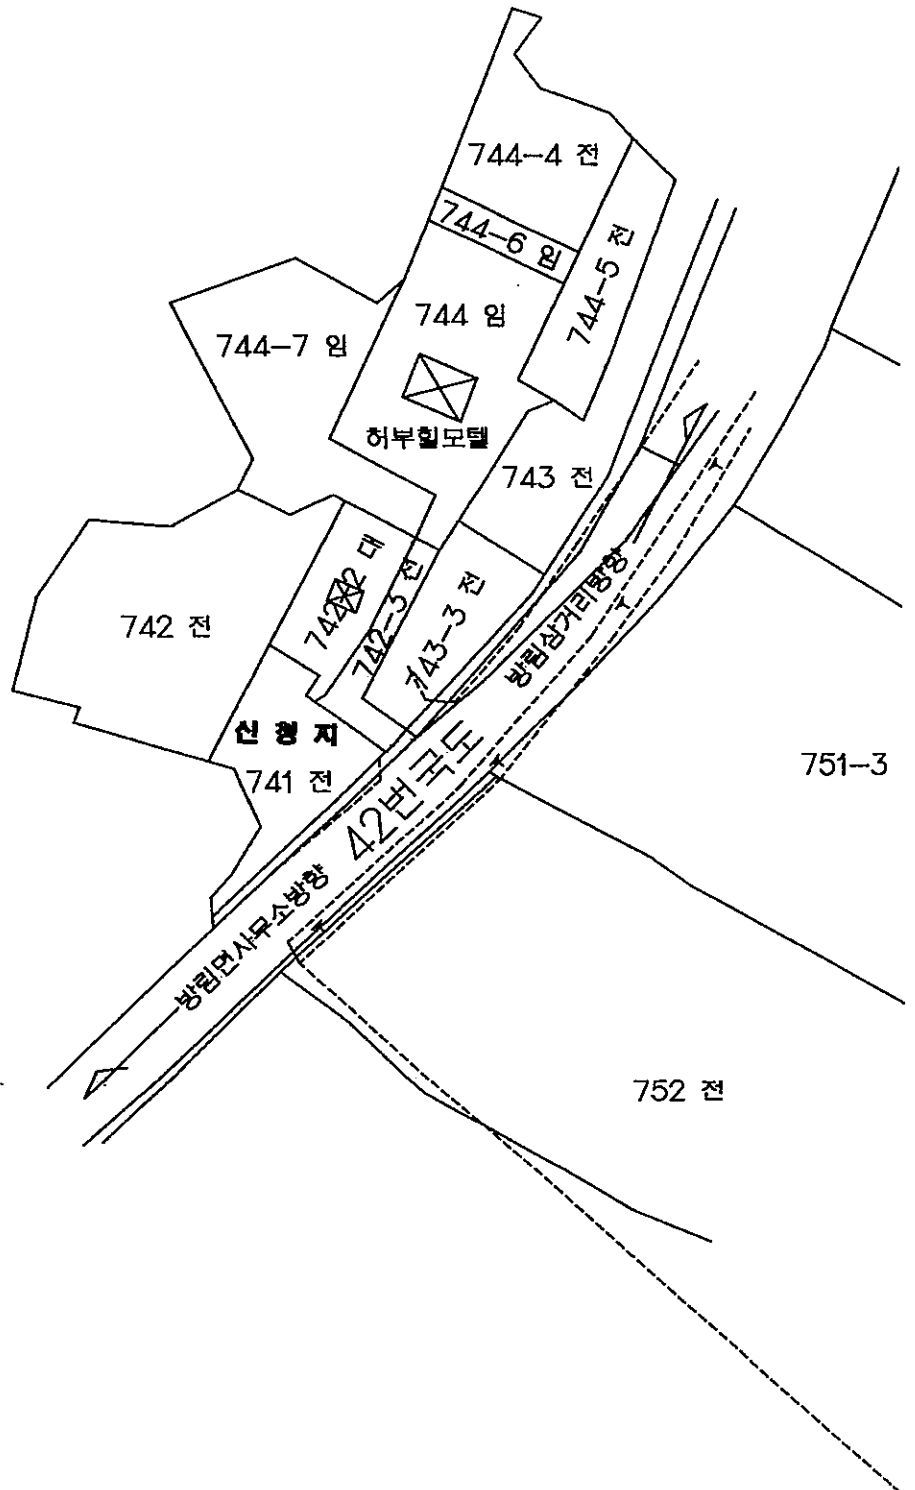 744-4 전
744-6 임
744-5 전
744 임
744-7 임
허부힐모텔
743 전
742-2 대
742-3 전
743-3 전
742 전
방림삼거리방향
신 청 지
741 전
42번국도
751-3
방림면사무소방향
752 전